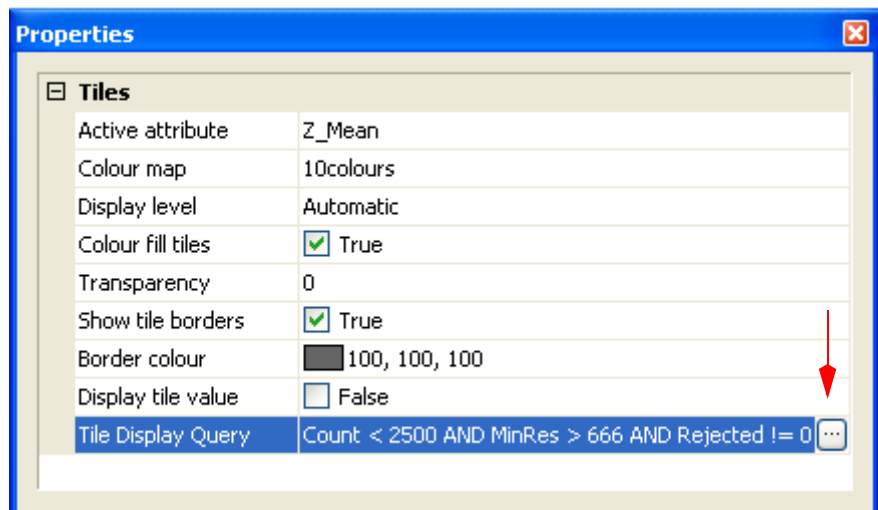 Properties
Tiles
Active attribute Z_Mean
Colour map 10colours
Display level Automatic
Colour fill tiles True
Transparency 0
Show tile borders True
Border colour 100, 100, 100
Display tile value False
Tile Display Query Count < 2500 AND MinRes > 666 AND Rejected != 0 ...